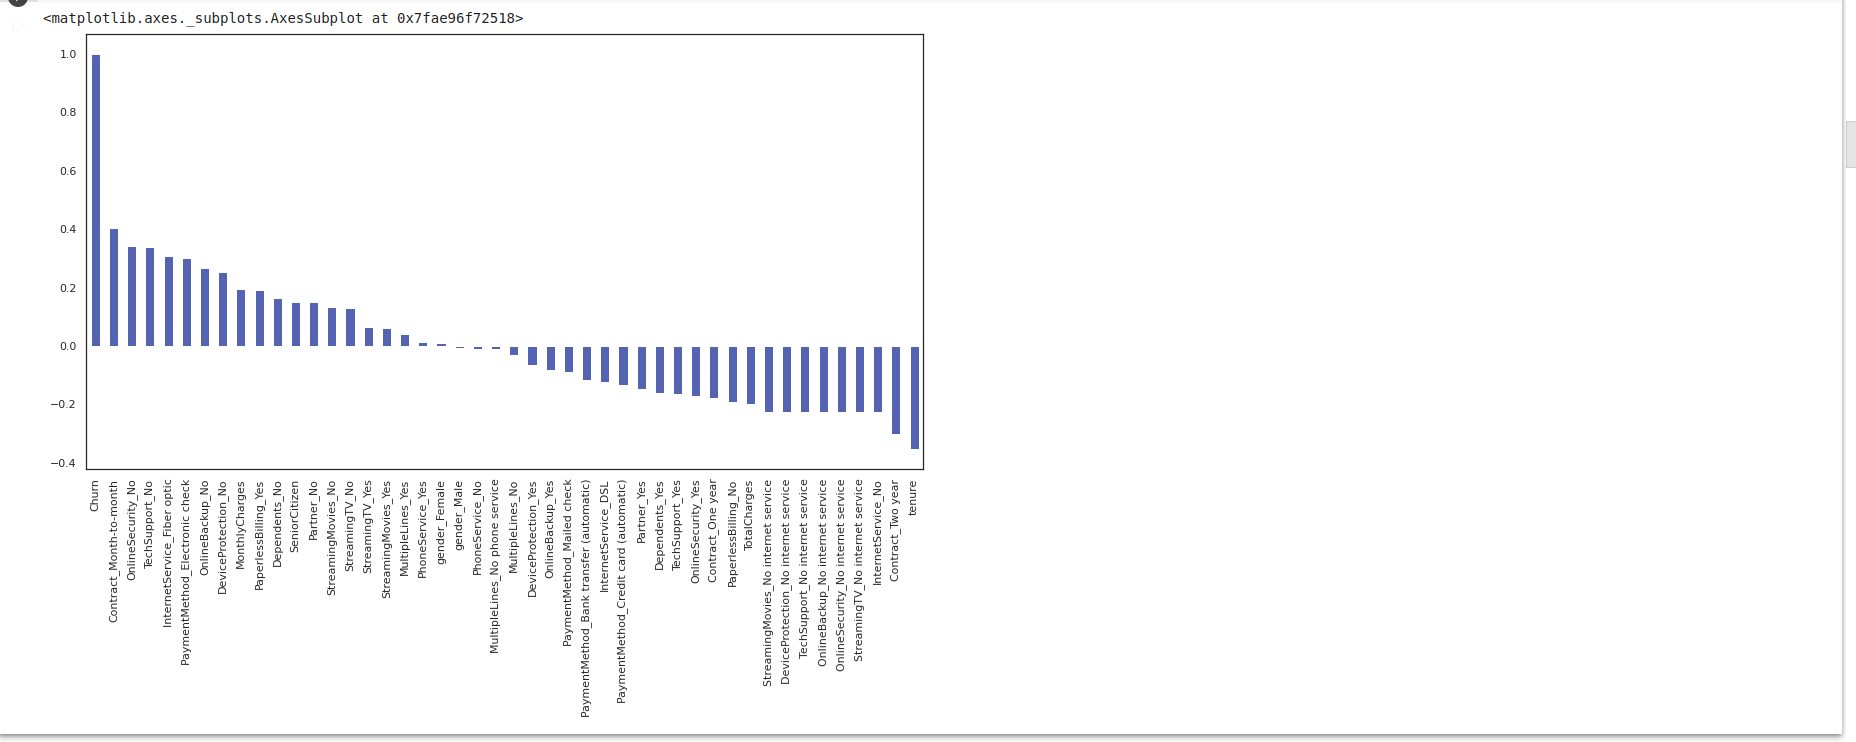 <matplotlib.axes._subplots.AxesSubplot at 0x7fae96f72518>
1.0
0.8
0.6
0.4
0.2
0.0
−0.2
−0.4
Churn
Contract_Month-to-month
OnlineSecurity_No
TechSupport_No
InternetService_Fiber optic
PaymentMethod_Electronic check
OnlineBackup_No
DeviceProtection_No
MonthlyCharges
PaperlessBilling_Yes
Dependents_No
SeniorCitizen
Partner_No
StreamingMovies_No
StreamingTV_No
StreamingTV_Yes
StreamingMovies_Yes
MultipleLines_Yes
PhoneService_Yes
gender_Female
gender_Male
PhoneService_No
MultipleLines_No phone service
MultipleLines_No
DeviceProtection_Yes
OnlineBackup_Yes
PaymentMethod_Mailed check
PaymentMethod_Bank transfer (automatic)
InternetService_DSL
PaymentMethod_Credit card (automatic)
Partner_Yes
Dependents_Yes
TechSupport_Yes
OnlineSecurity_Yes
Contract_One year
PaperlessBilling_No
TotalCharges
StreamingMovies_No internet service
DeviceProtection_No internet service
TechSupport_No internet service
OnlineBackup_No internet service
OnlineSecurity_No internet service
StreamingTV_No internet service
InternetService_No
Contract_Two year
tenure